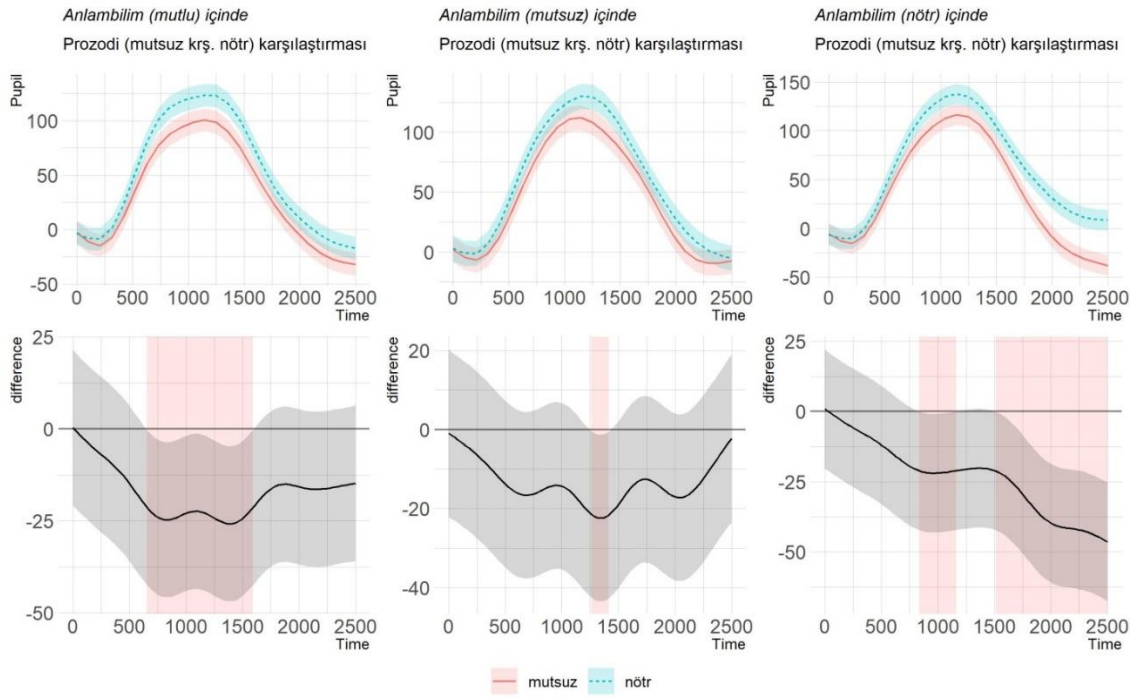 Anlambilim (mutlu) içinde
Prozodi (mutsuz krş. nötr) karşılaştırması
Pupil
100
50
0
-50
0 500 1000 1500 2000 2500
Time
Anlambilim (mutsuz) içinde
Prozodi (mutsuz krş. nötr) karşılaştırması
Pupil
100
50
0
0 500 1000 1500 2000 2500
Time
Anlambilim (nötr) içinde
Prozodi (mutsuz krş. nötr) karşılaştırması
Pupil
150
100
50
0
-50
0 500 1000 1500 2000 2500
Time
difference
25
0
-25
-50
0 500 1000 1500 2000 2500
Time
difference
20
0
-20
-40
0 500 1000 1500 2000 2500
Time
difference
25
0
-25
-50
0 500 1000 1500 2000 2500
Time
mutsuz nötr